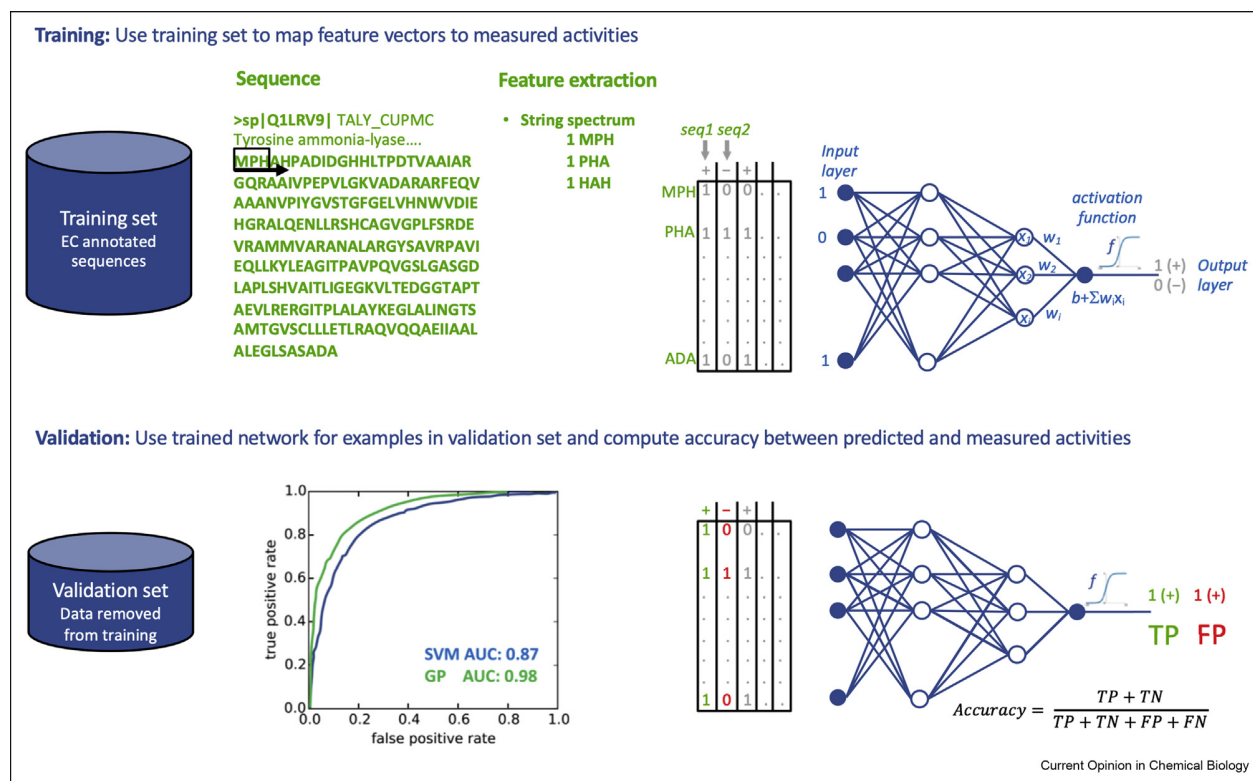 Training: Use training set to map feature vectors to measured activities
Sequence
>sp|Q1LRV9| TALY_CUPMC
Tyrosine ammonia-lyase....
MPHAHPADIDGHHLTPDTVAAIAR
GQRAAIVPEPVLGKVADARARFEQV
AAANVPIYGVSTGFGELVHNWVDIE
HGRALQENLLRSHCAGVGPLFSRDE
VRAMMVARANALARGYSAVRPAVI
EQLLKYLEAGITPAVPQVGSLGASGD
LAPLSHVAITLIGEGKVLTEDGGTAPT
AEVLRERGITPLALAYKEGLALINGTS
AMTGVSCLLLETLRAQVQQAEIIAAL
ALEGLSASADA
Feature extraction
• String spectrum
1 MPH
1 PHA
1 HAH
Training set
EC annotated
sequences
seq1 seq2
+ − +
MPH 1 0 0 . .
PHA 1 1 1 . .
. . . . .
. . . . .
. . . . .
ADA 1 0 1 . .
Input
layer
1
0
1
x1
x2
xi
w1
w2
wi
activation
function
f
b+Σwixi
1 (+)
0 (−)
Output
layer
Validation: Use trained network for examples in validation set and compute accuracy between predicted and measured activities
Validation set
Data removed
from training
true positive rate
1.0
0.8
0.6
0.4
0.2
0.0
0.0 0.2 0.4 0.6 0.8 1.0
false positive rate
SVM AUC: 0.87
GP AUC: 0.98
+ − +
1 0 0 . .
1 1 1 . .
. . . . .
. . . . .
. . . . .
1 0 1 . .
f
1 (+) 1 (+)
TP FP
Accuracy = TP + TN
TP + TN + FP + FN
Current Opinion in Chemical Biology